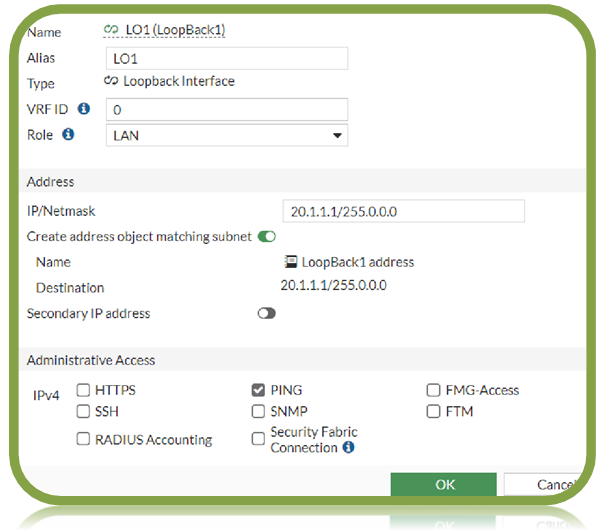 Name LO1 (LoopBack1)
Alias LO1
Type Loopback Interface
VRF ID 0
Role LAN
Address
IP/Netmask 20.1.1.1/255.0.0.0
Create address object matching subnet
Name LoopBack1 address
Destination 20.1.1.1/255.0.0.0
Secondary IP address
Administrative Access
IPv4 HTTPS PING FMG-Access
SSH SNMP FTM
RADIUS Accounting Security Fabric
Connection
OK Cancel